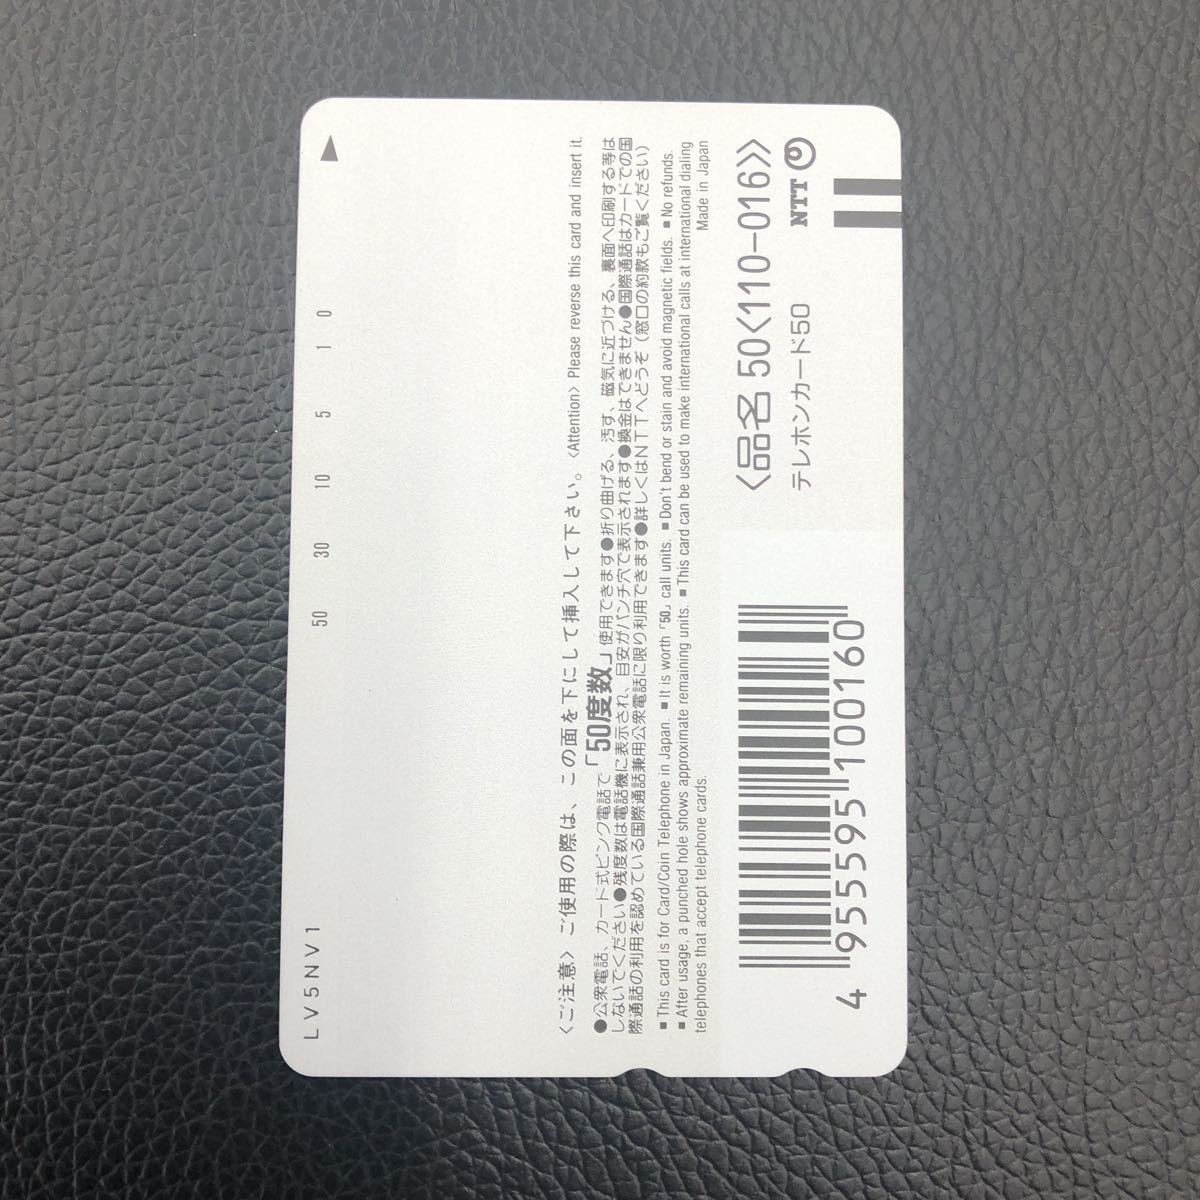 LV5NV1
50 30 10 5 1 0
〈ご注意〉ご使用の際は、この面を下にして挿入して下さい。〈Attention〉Please reverse this card and insert it.
●公衆電話、カード式ピンク電話で「50度数」使用できます●折り曲げる、汚す、磁気に近づける、裏面へ印刷する等は
しないでください●残度数は電話機に表示され、目安がパンチ穴で表示されます●換金はできません●国際通話はカードでの国
際通話の利用を認めている国際通話兼用公衆電話に限り利用できます●詳しくはNTTへどうぞ（窓口の約款もご覧ください）
■This card is for Card/Coin Telephone in Japan. ■It is worth「50」call units. ■Don't bend or stain and avoid magnetic fields. ■No refunds.
■After usage, a punched hole shows approximate remaining units. ■This card can be used to make international calls at international dialing
telephones that accept telephone cards.
Made in Japan
〈品名 50〈110-016〉〉
テレホンカード50
NTT
4 955595 100160